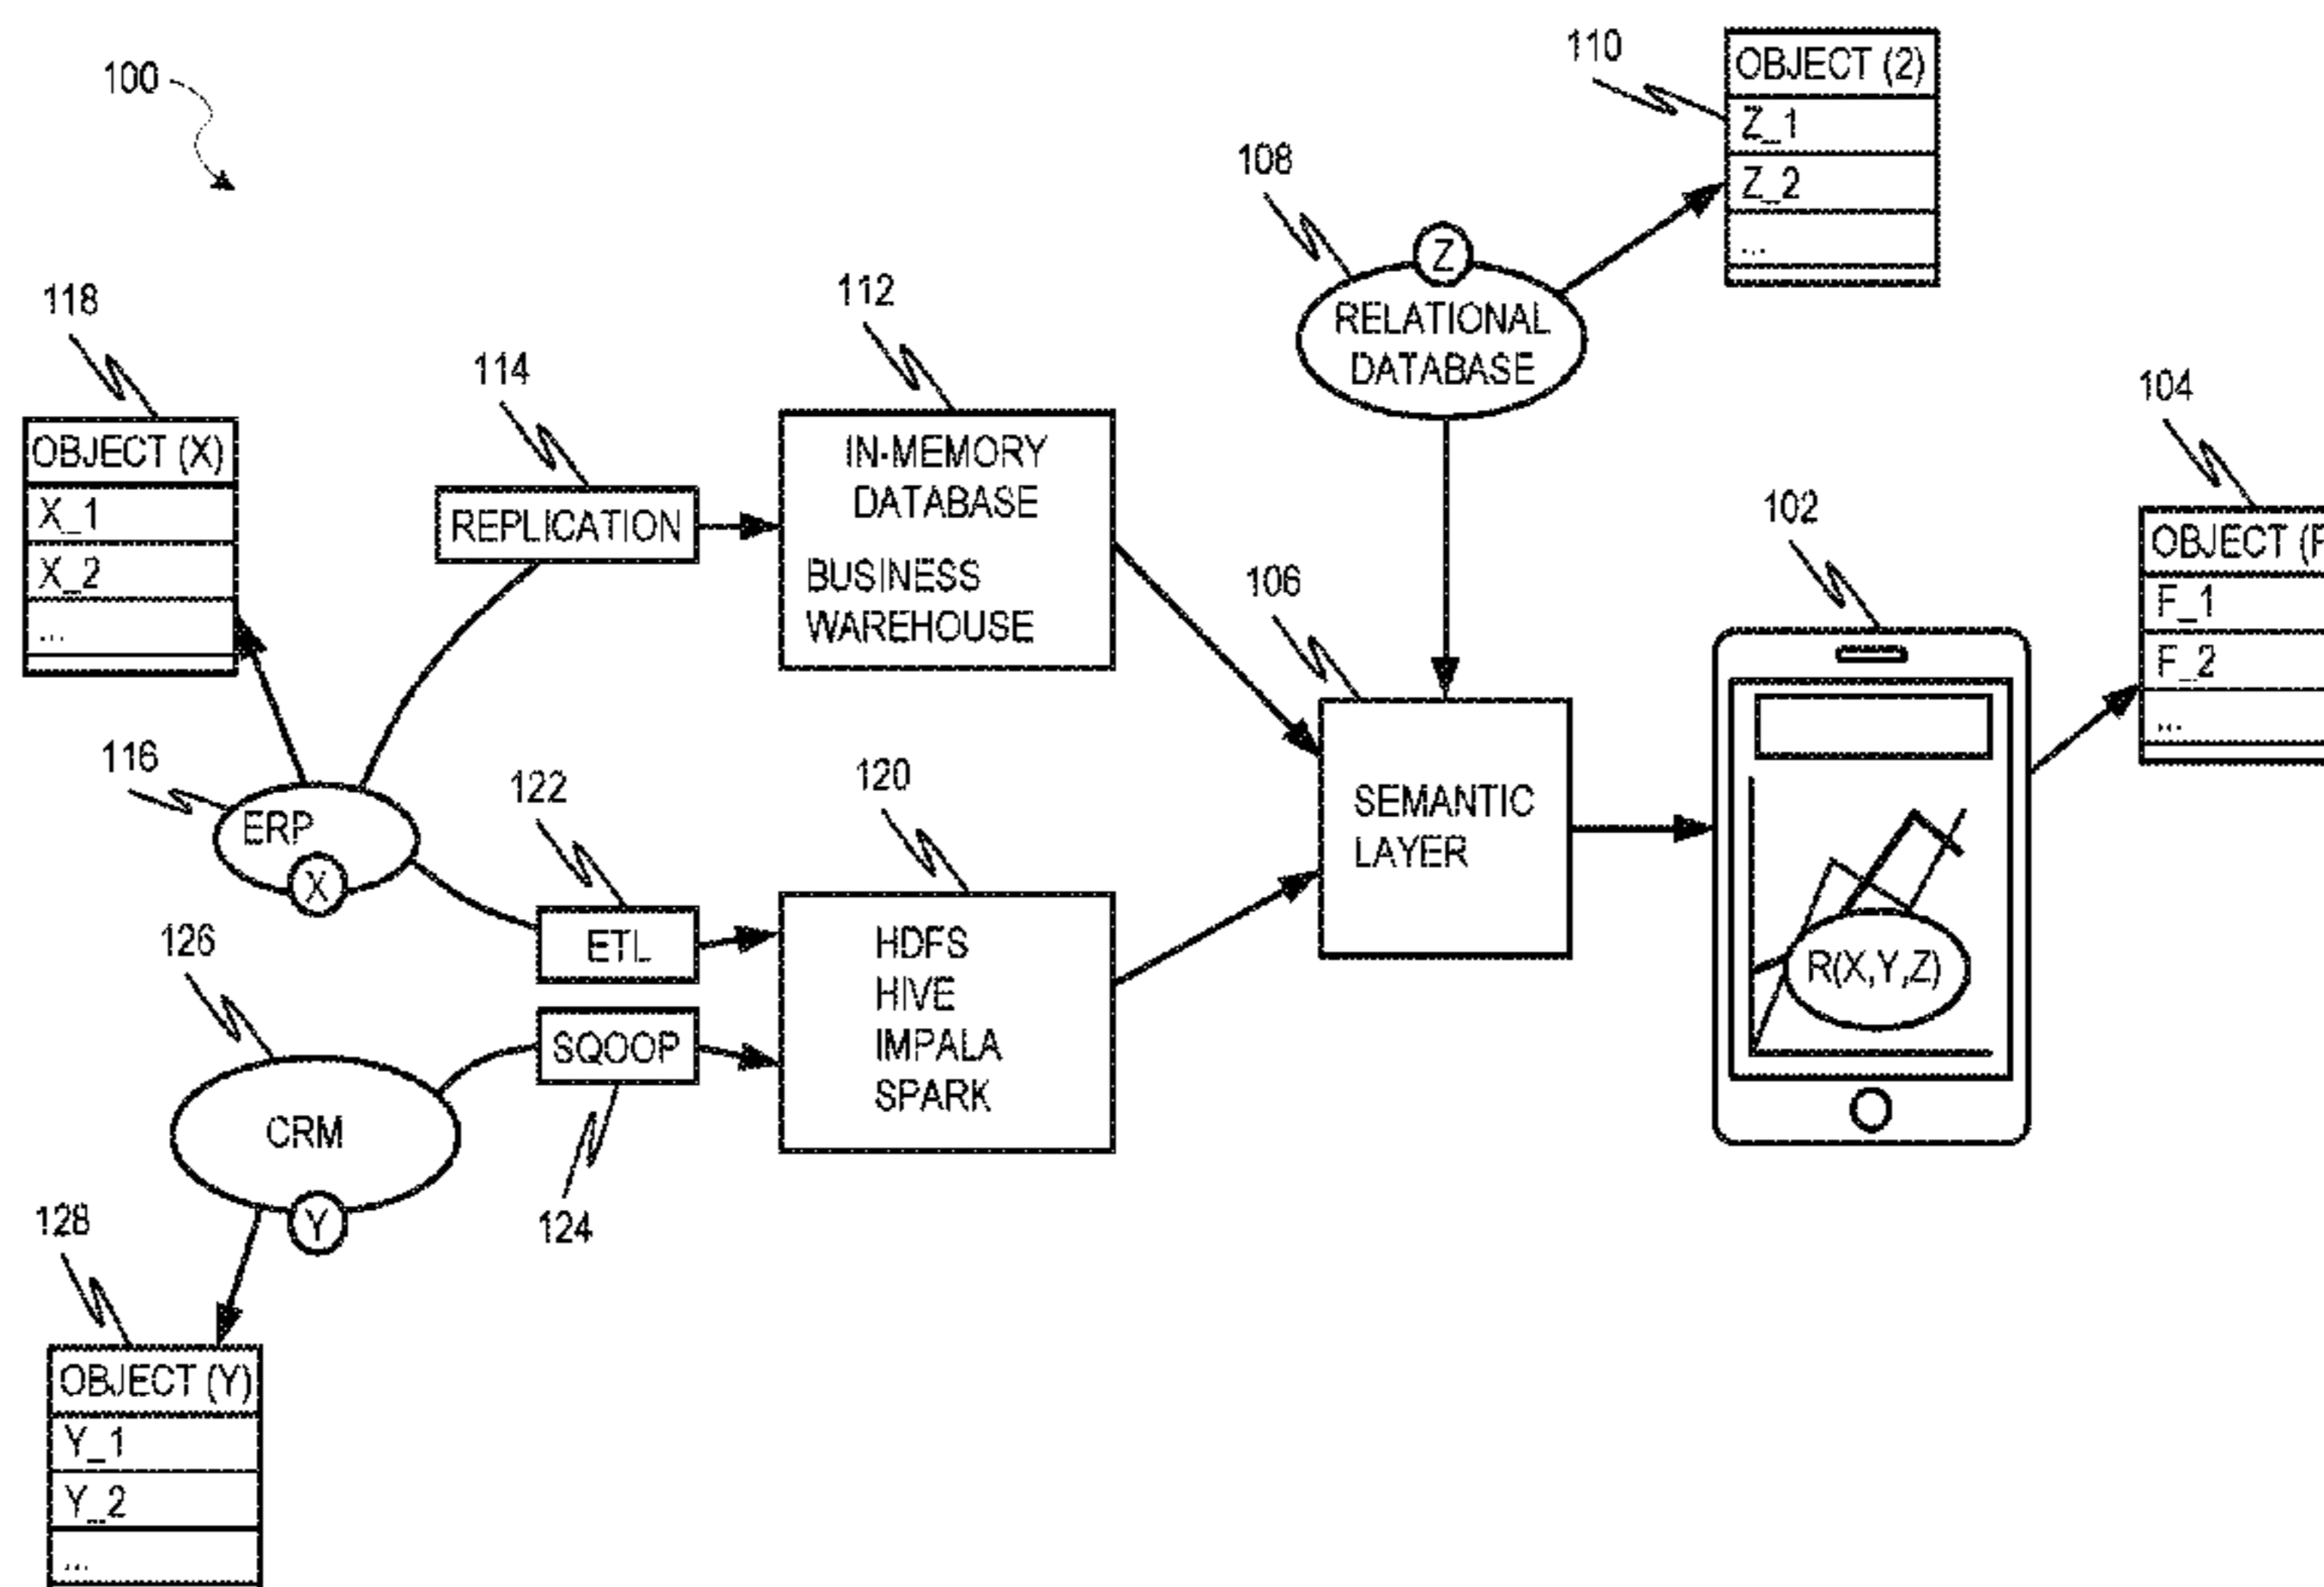 100
110
OBJECT (2)
Z_1
Z_2
...
108
Z
RELATIONAL
DATABASE
118
OBJECT (X)
X_1
X_2
...
114
REPLICATION
112
IN-MEMORY
DATABASE
BUSINESS
WAREHOUSE
104
OBJECT (F
F_1
F_2
...
102
R(X,Y,Z)
106
SEMANTIC
LAYER
116
ERP
X
122
ETL
120
HDFS
HIVE
IMPALA
SPARK
126
CRM
Y
SQOOP
124
128
OBJECT (Y)
Y_1
Y_2
...